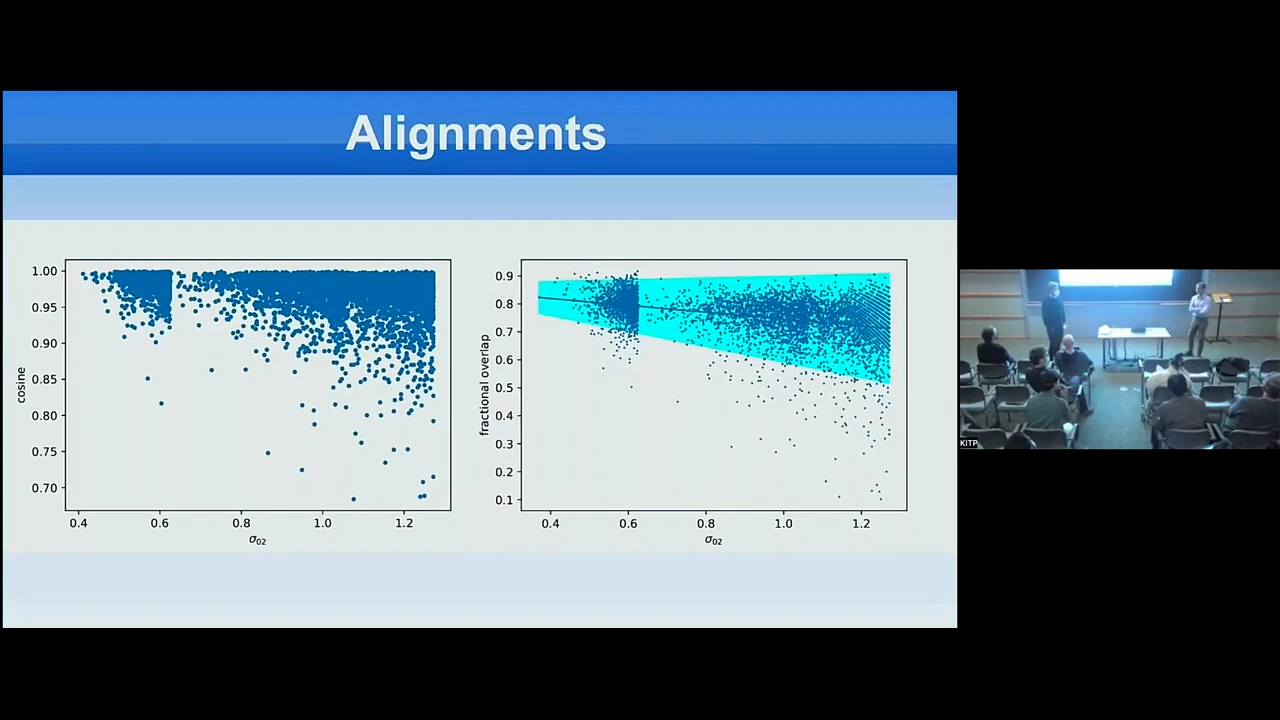 Alignments
1.00
0.95
0.90
0.85
0.80
0.75
0.70
cosine
0.4 0.6 0.8 1.0 1.2
σ02
0.9
0.8
0.7
0.6
0.5
0.4
0.3
0.2
0.1
fractional overlap
0.4 0.6 0.8 1.0 1.2
σ02
KITP